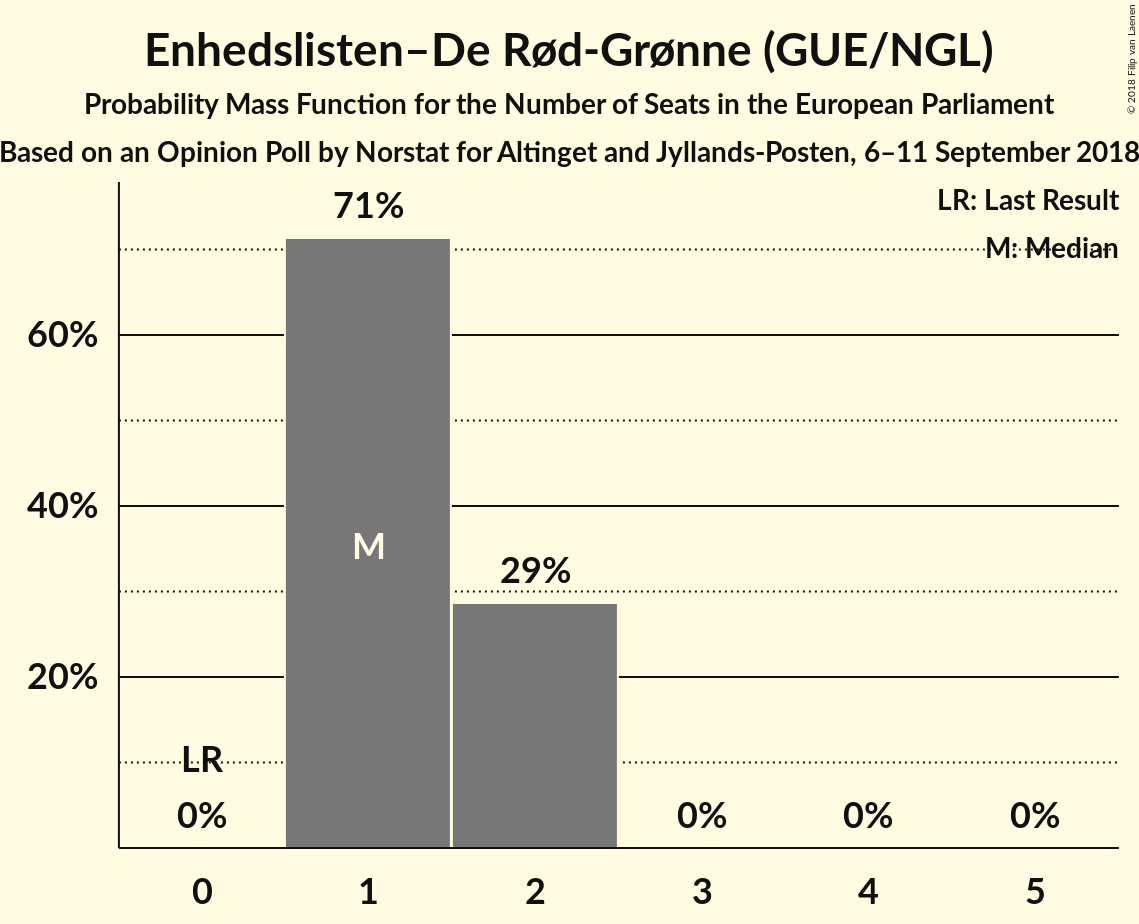 Enhedslisten–De Rød-Grønne (GUE/NGL)
Probability Mass Function for the Number of Seats in the European Parliament
Based on an Opinion Poll by Norstat for Altinget and Jyllands-Posten, 6–11 September 2018
© 2018 Filip van Laenen
LR: Last Result
M: Median
71%
60%
40%
M
29%
20%
LR
0%
0%
0%
0%
0
1
2
3
4
5